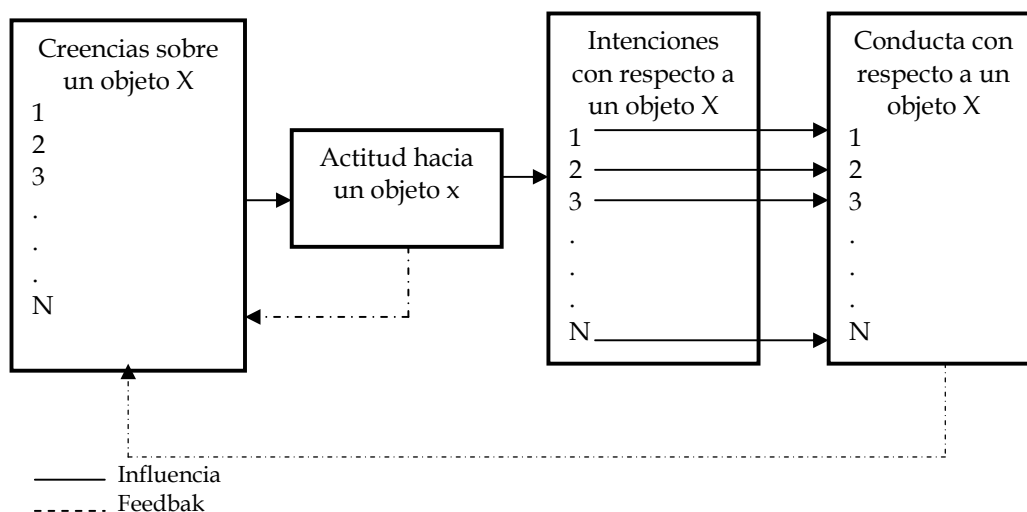 Creencias sobre
un objeto X
1
2
3
.
.
.
N
Actitud hacia
un objeto x
Intenciones
con respecto a
un objeto X
1
2
3
.
.
.
N
Conducta con
respecto a un
objeto X
1
2
3
.
.
.
N
Influencia
Feedbak